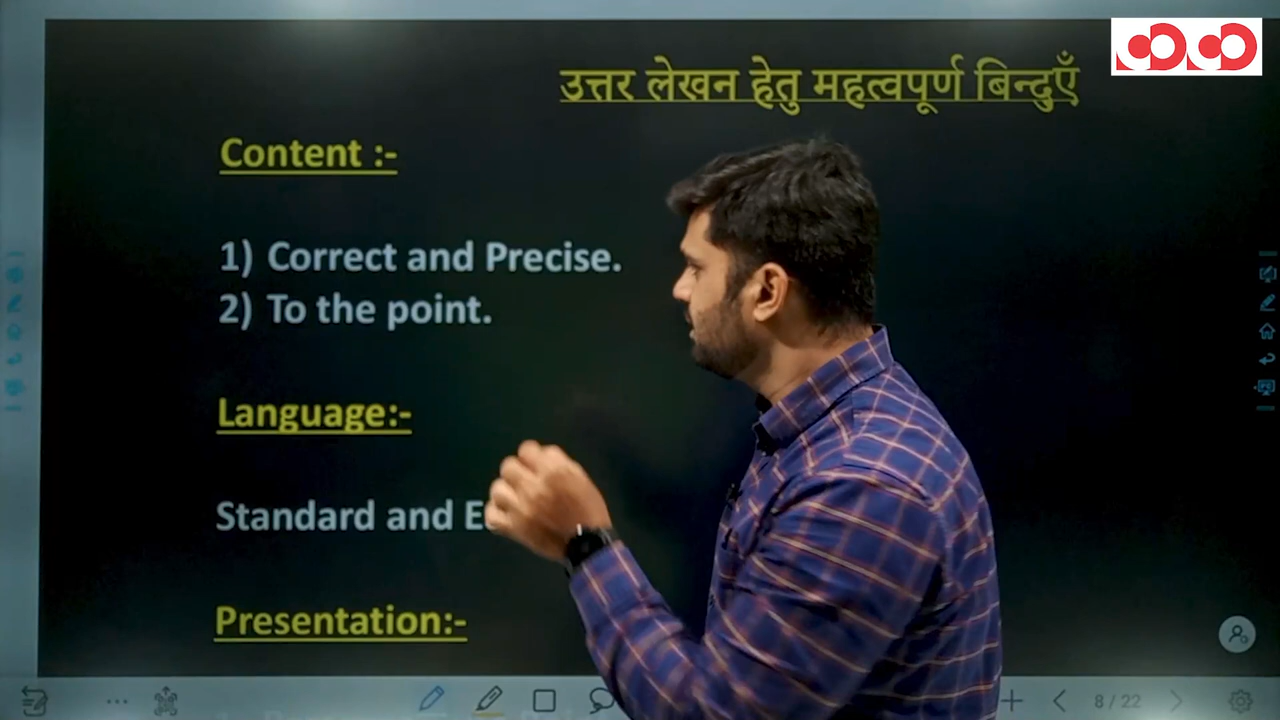 उत्तर लेखन हेतु महत्वपूर्ण बिन्दुएँ
Content :-
1) Correct and Precise.
2) To the point.
Language:-
Standard and
Presentation:-
8 / 22